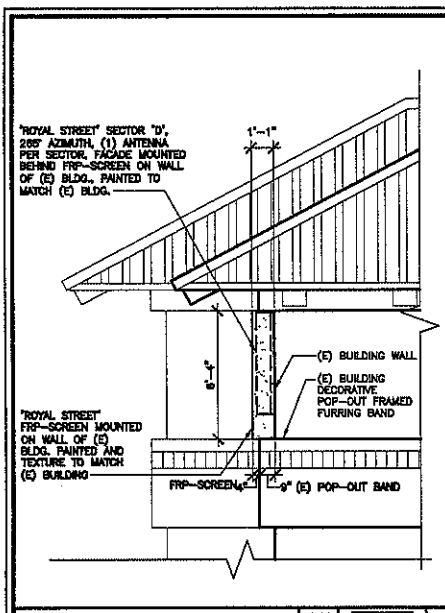 'ROYAL STREET' SECTOR 'D',
265° AZIMUTH, (1) ANTENNA
PER SECTOR, FACADE MOUNTED
BEHIND FRP-SCREEN ON WALL
OF (E) BLDG., PAINTED TO
MATCH (E) BLDG.
1'-1"
6'-4"
(E) BUILDING WALL
(E) BUILDING
DECORATIVE
POP-OUT FRAMED
FURRING BAND
'ROYAL STREET'
FRP-SCREEN MOUNTED
ON WALL OF (E)
BLDG. PAINTED AND
TEXTURE TO MATCH
(E) BUILDING
FRP-SCREEN 4"
9" (E) POP-OUT BAND